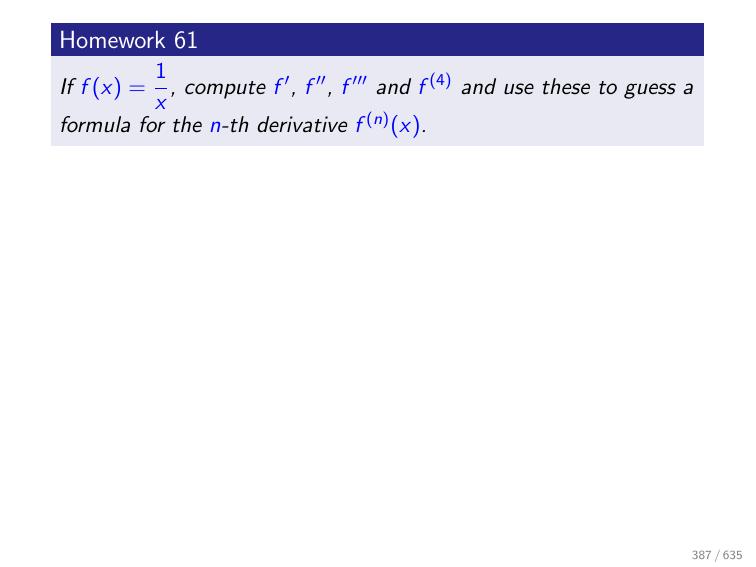 Homework 61
If f(x) = 1/x, compute f′, f″, f‴ and f⁽⁴⁾ and use these to guess a
formula for the n-th derivative f⁽ⁿ⁾(x).
387 / 635